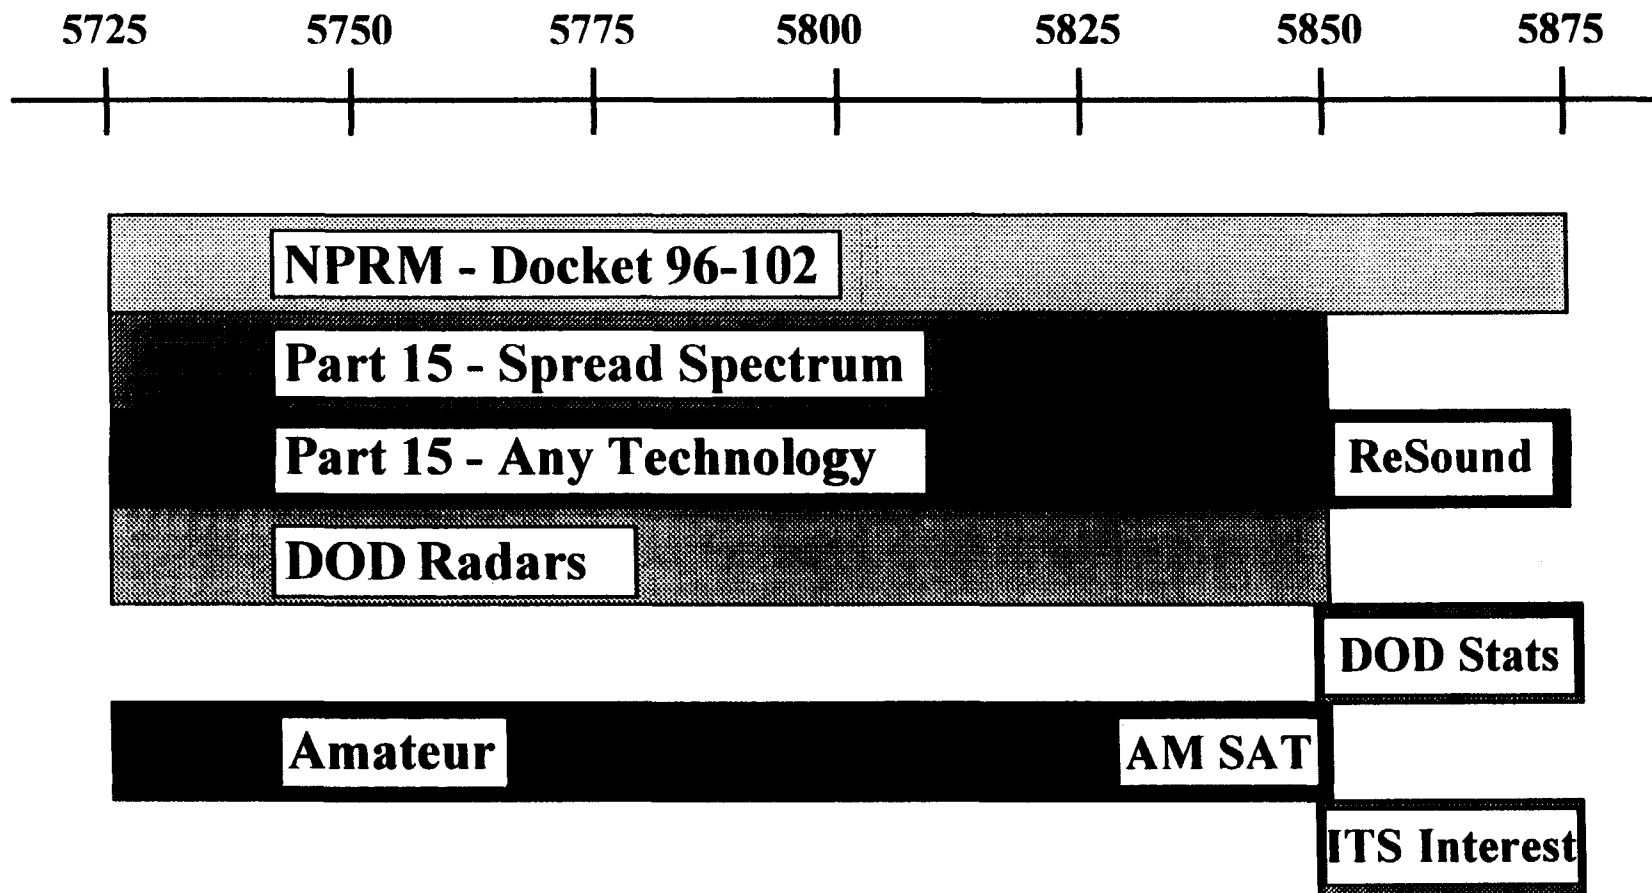 5725 5750 5775 5800 5825 5850 5875
NPRM - Docket 96-102
Part 15 - Spread Spectrum
Part 15 - Any Technology
ReSound
DOD Radars
DOD Stats
Amateur
AM SAT
ITS Interest